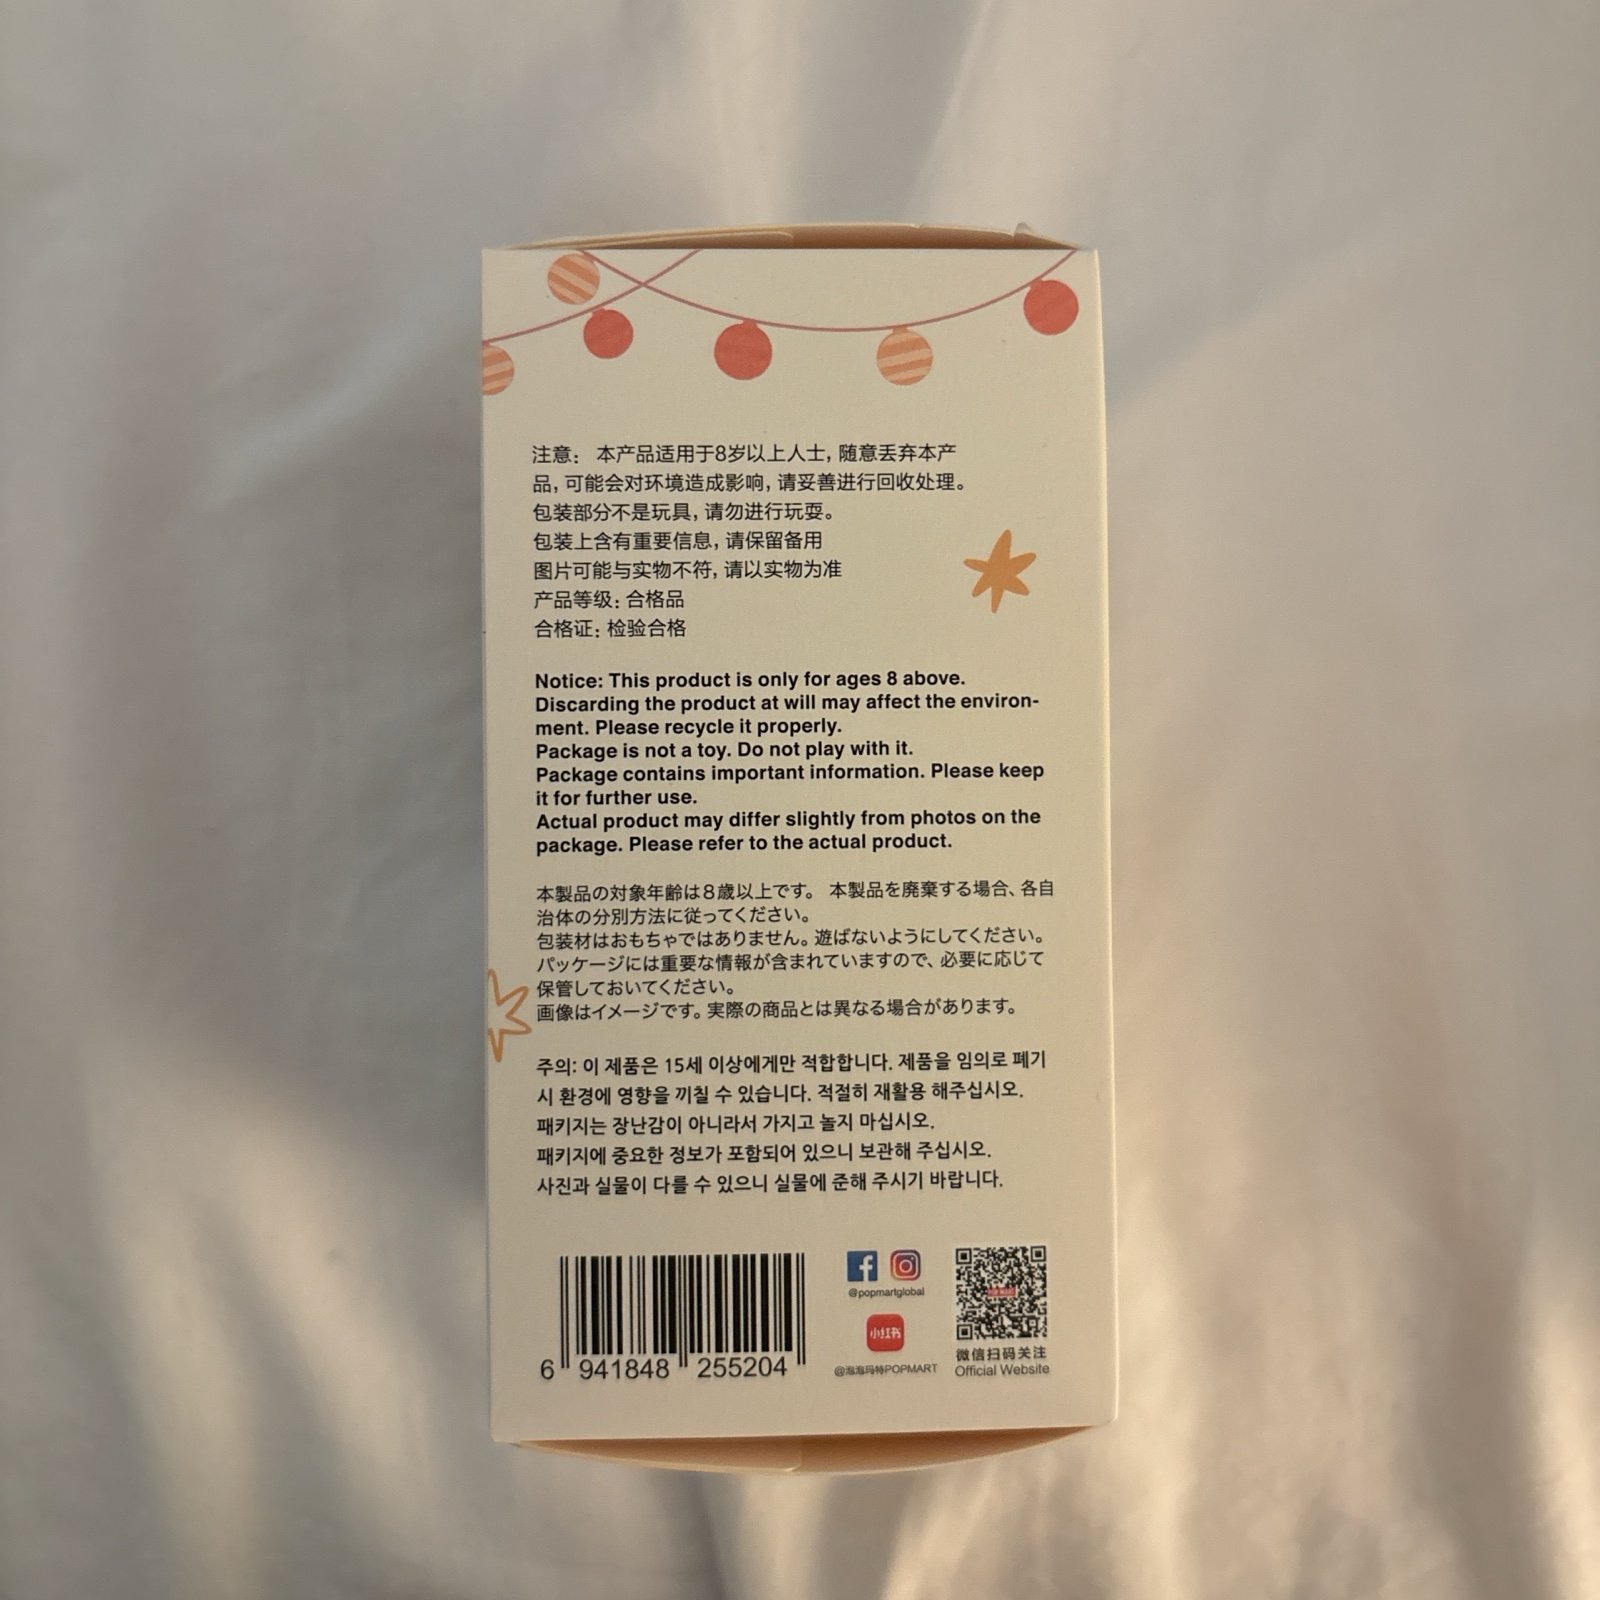 注意： 本产品适用于8岁以上人士, 随意丢弃本产
品, 可能会对环境造成影响, 请妥善进行回收处理。
包装部分不是玩具, 请勿进行玩耍。
包装上含有重要信息, 请保留备用
图片可能与实物不符, 请以实物为准
产品等级: 合格品
合格证: 检验合格
Notice: This product is only for ages 8 above.
Discarding the product at will may affect the environ-
ment. Please recycle it properly.
Package is not a toy. Do not play with it.
Package contains important information. Please keep
it for further use.
Actual product may differ slightly from photos on the
package. Please refer to the actual product.
本製品の対象年齢は8歳以上です。 本製品を廃棄する場合、各自
治体の分別方法に従ってください。
包装材はおもちゃではありません。遊ばないようにしてください。
パッケージには重要な情報が含まれていますので、必要に応じて
保管しておいてください。
画像はイメージです。実際の商品とは異なる場合があります。
주의: 이 제품은 15세 이상에게만 적합합니다. 제품을 임의로 폐기
시 환경에 영향을 끼칠 수 있습니다. 적절히 재활용 해주십시오.
패키지는 장난감이 아니라서 가지고 놀지 마십시오.
패키지에 중요한 정보가 포함되어 있으니 보관해 주십시오.
사진과 실물이 다를 수 있으니 실물에 준해 주시기 바랍니다.
6 941848 255204
@popmartglobal
小红书
@泡泡玛特POPMART
POP MART
微信扫码关注
Official Website